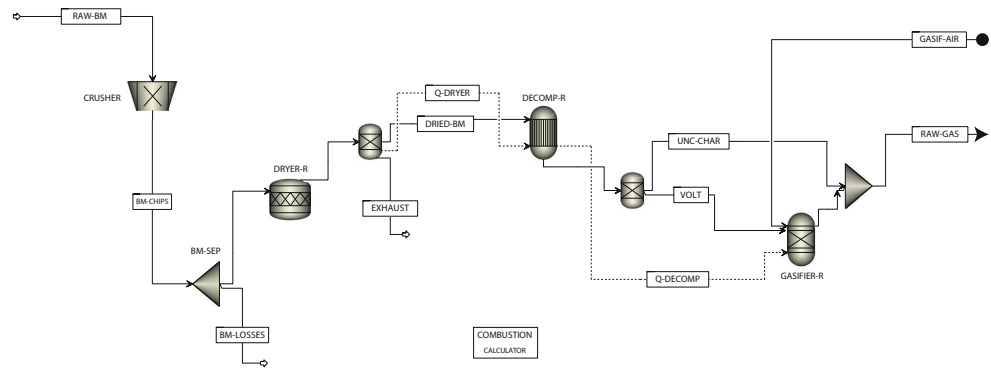 RAW-BM
GASIF-AIR
CRUSHER
Q-DRYER
DECOMP-R
DRIED-BM
RAW-GAS
UNC-CHAR
DRYER-R
VOLT
BM-CHIPS
EXHAUST
BM-SEP
Q-DECOMP
GASIFIER-R
BM-LOSSES
COMBUSTION
CALCULATOR